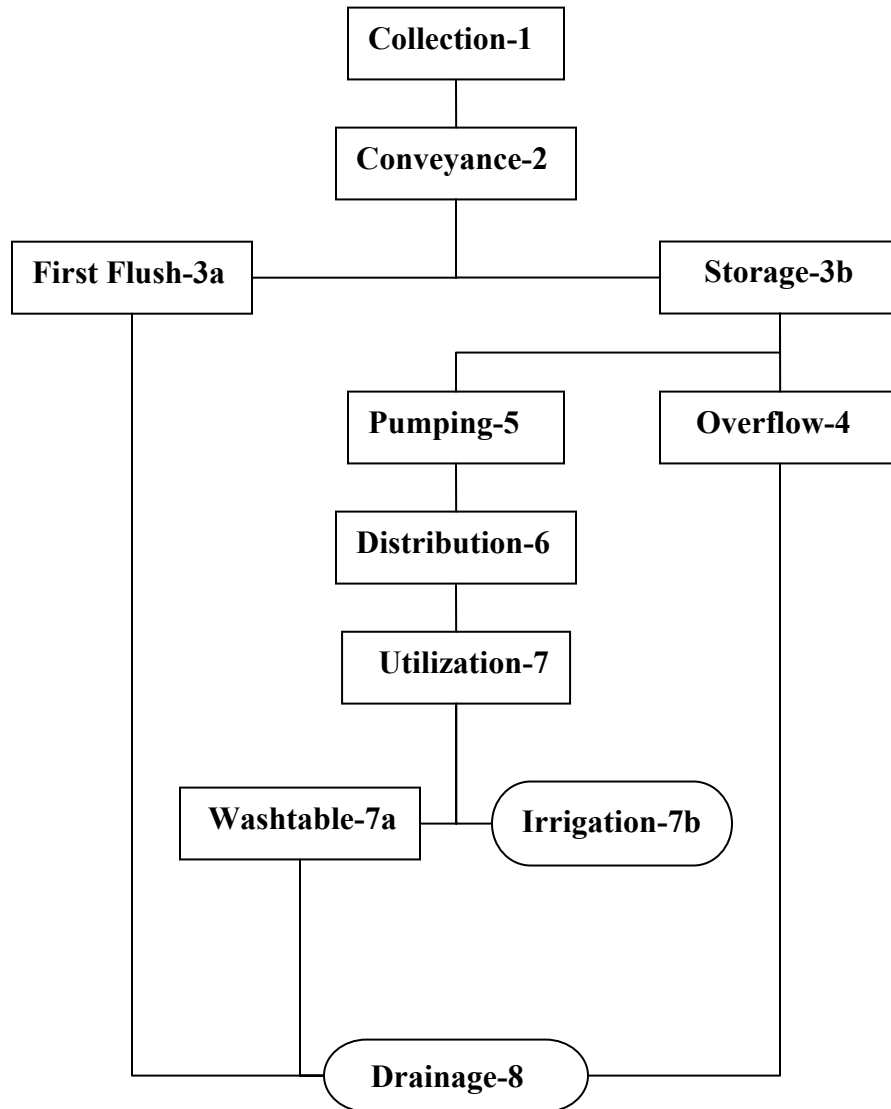 Collection-1
Conveyance-2
First Flush-3a
Storage-3b
Pumping-5
Overflow-4
Distribution-6
Utilization-7
Washtable-7a
Irrigation-7b
Drainage-8